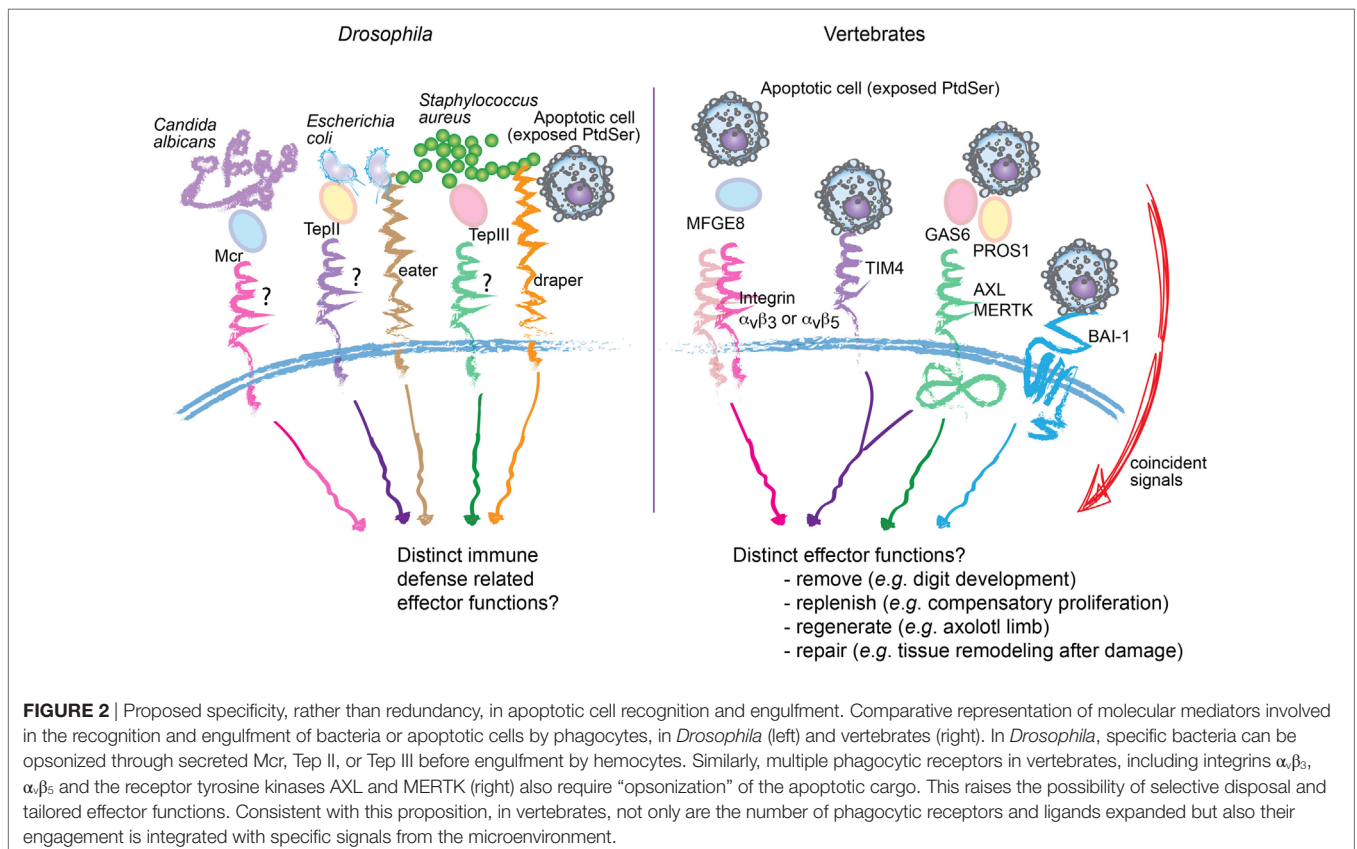 Drosophila
Vertebrates
Candida
albicans
Escherichia
coli
Staphylococcus
aureus
Apoptotic cell
(exposed PtdSer)
Mcr
?
TepII
?
eater
TepIII
?
draper
Apoptotic cell (exposed PtdSer)
MFGE8
Integrin
αvβ3 or αvβ5
TIM4
GAS6
PROS1
AXL
MERTK
BAI-1
coincident
signals
Distinct immune
defense related
effector functions?
Distinct effector functions?
- remove (e.g. digit development)
- replenish (e.g. compensatory proliferation)
- regenerate (e.g. axolotl limb)
- repair (e.g. tissue remodeling after damage)
FIGURE 2 | Proposed specificity, rather than redundancy, in apoptotic cell recognition and engulfment. Comparative representation of molecular mediators involved
in the recognition and engulfment of bacteria or apoptotic cells by phagocytes, in Drosophila (left) and vertebrates (right). In Drosophila, specific bacteria can be
opsonized through secreted Mcr, Tep II, or Tep III before engulfment by hemocytes. Similarly, multiple phagocytic receptors in vertebrates, including integrins αvβ3,
αvβ5 and the receptor tyrosine kinases AXL and MERTK (right) also require “opsonization” of the apoptotic cargo. This raises the possibility of selective disposal and
tailored effector functions. Consistent with this proposition, in vertebrates, not only are the number of phagocytic receptors and ligands expanded but also their
engagement is integrated with specific signals from the microenvironment.